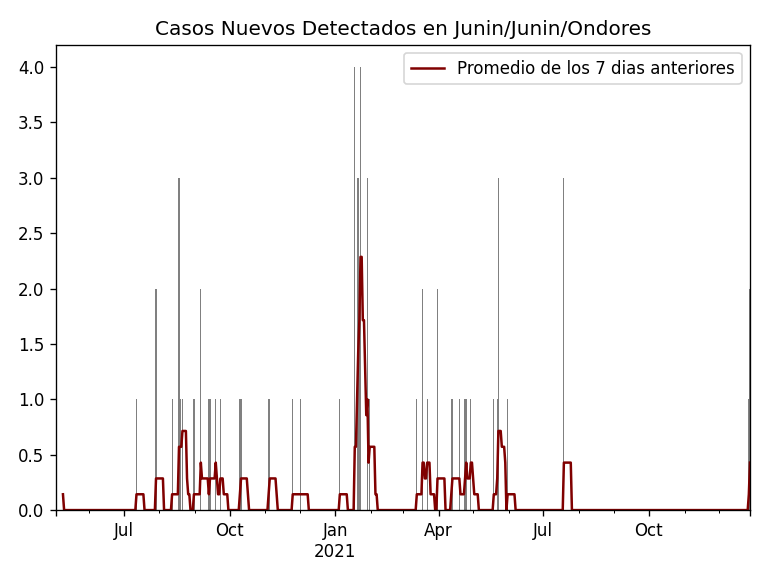 Casos Nuevos Detectados en Junin/Junin/Ondores
Promedio de los 7 dias anteriores
4.0
3.5
3.0
2.5
2.0
1.5
1.0
0.5
0.0
Jul
Oct
Jan
2021
Apr
Jul
Oct